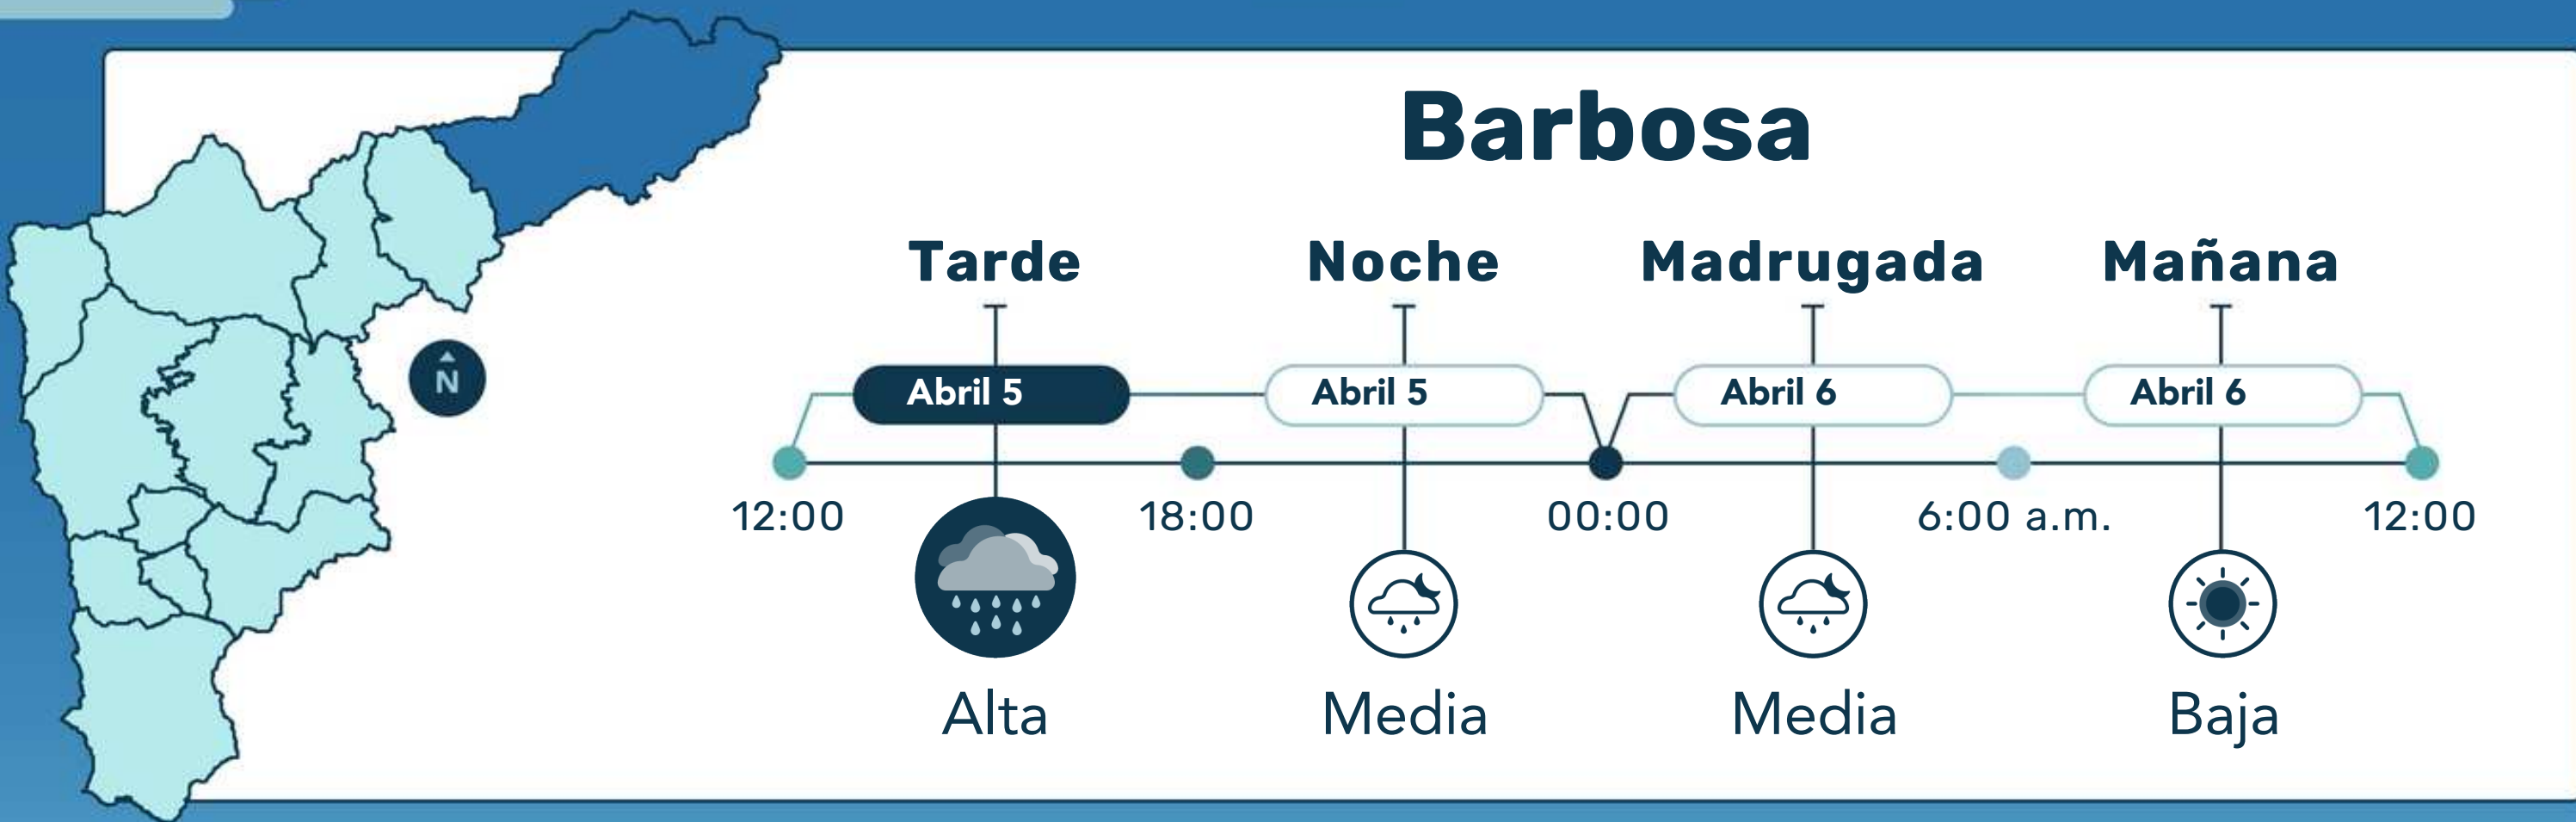 Barbosa
Tarde Noche Madrugada Mañana
Abril 5 Abril 5 Abril 6 Abril 6
N
12:00 18:00 00:00 6:00 a.m. 12:00
Alta Media Media Baja